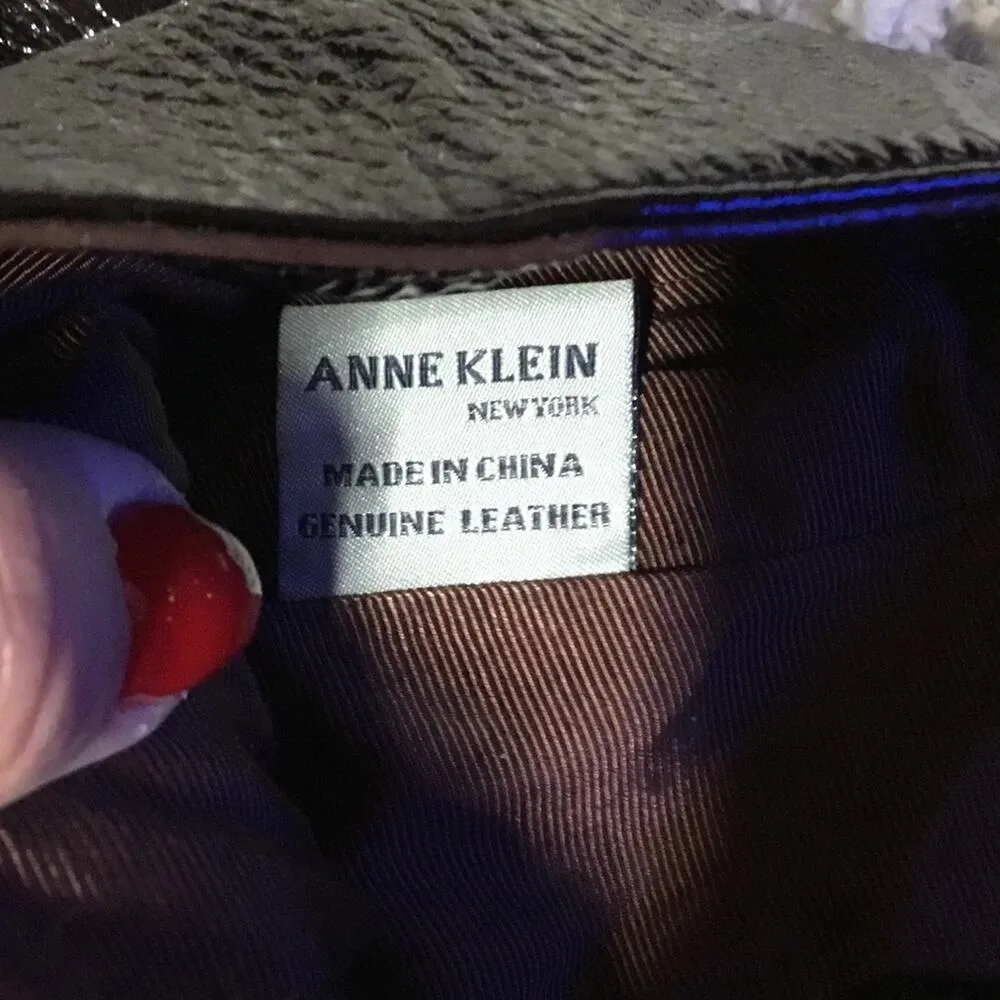 ANNE KLEIN
NEW YORK
MADE IN CHINA
GENUINE LEATHER